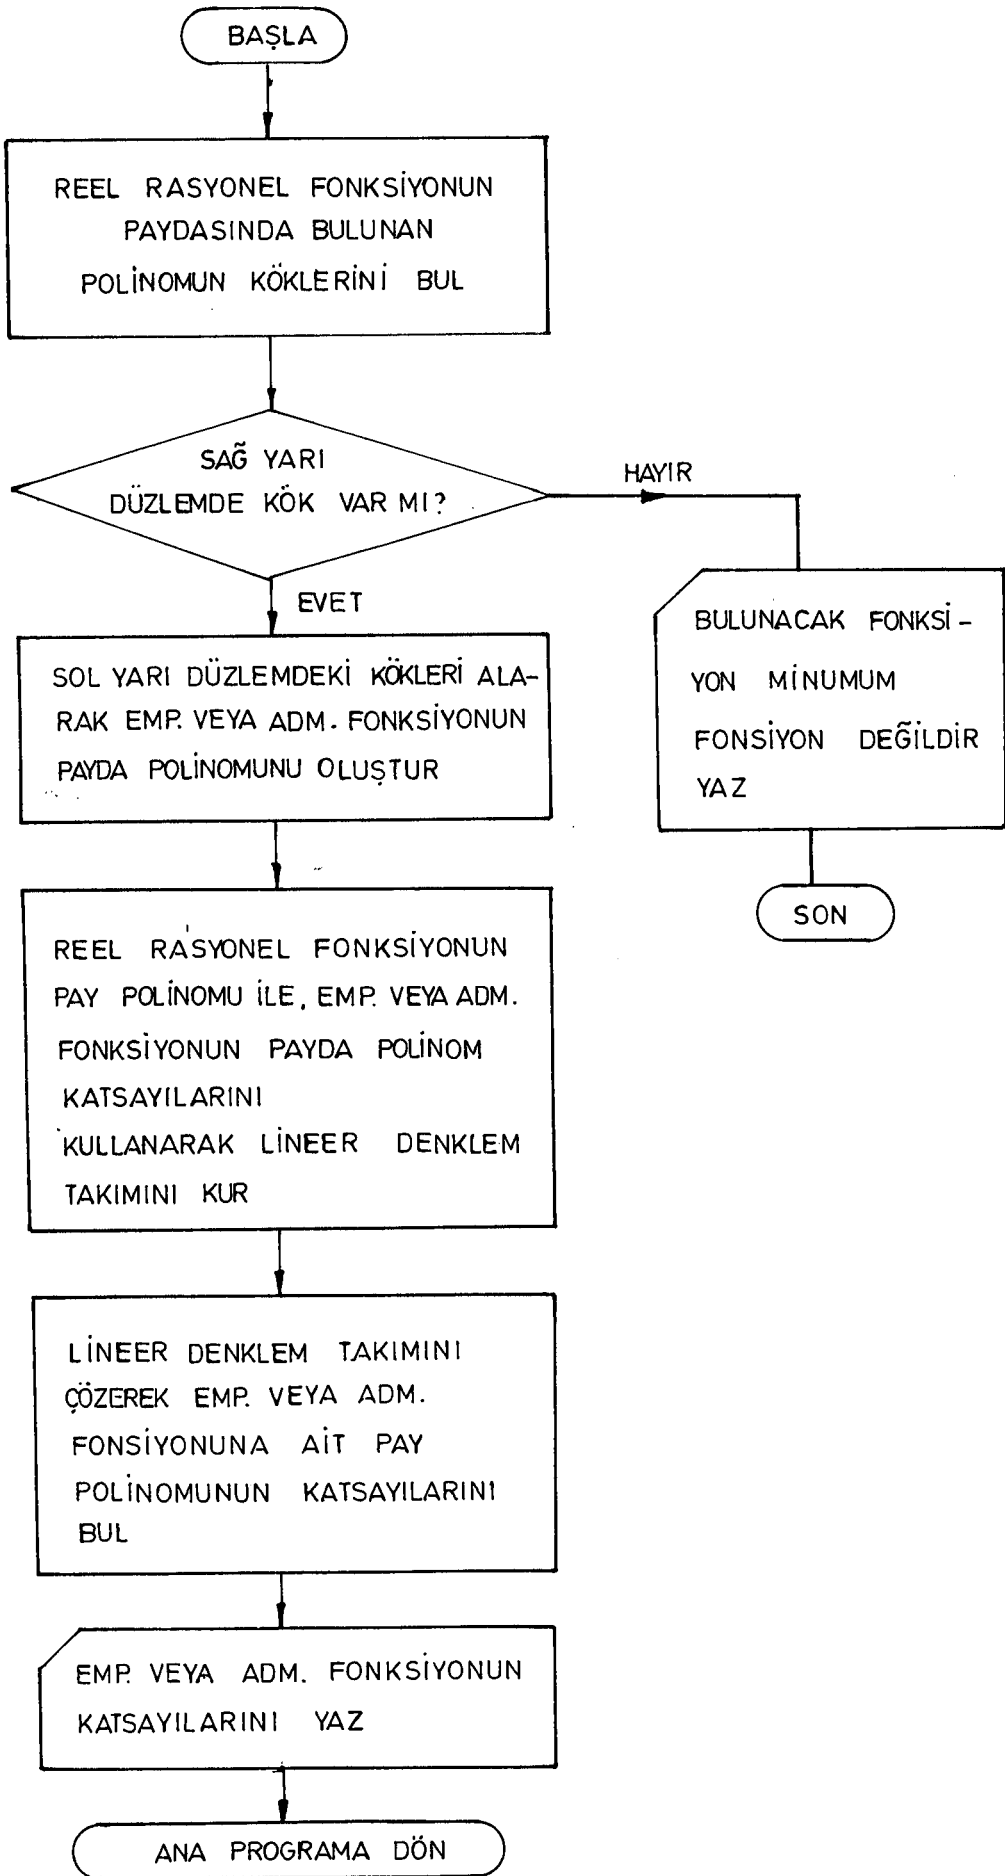 BAŞLA
REEL RASYONEL FONKSİYONUN
PAYDASINDA BULUNAN
POLİNOMUN KÖKLERİNİ BUL
SAĞ YARI
DÜZLEMDE KÖK VAR MI?
HAYIR
EVET
BULUNACAK FONKSİ-
YON MİNUMUM
FONSİYON DEĞİLDİR
YAZ
SON
SOL YARI DÜZLEMDEKİ KÖKLERİ ALA-
RAK EMP. VEYA ADM. FONKSİYONUN
PAYDA POLİNOMUNU OLUŞTUR
REEL RASYONEL FONKSİYONUN
PAY POLİNOMU İLE, EMP. VEYA ADM.
FONKSİYONUN PAYDA POLİNOM
KATSAYILARINI
KULLANARAK LİNEER DENKLEM
TAKIMINI KUR
LİNEER DENKLEM TAKIMINI
ÇÖZEREK EMP. VEYA ADM.
FONSİYONUNA AİT PAY
POLİNOMUNUN KATSAYILARINI
BUL
EMP. VEYA ADM. FONKSİYONUN
KATSAYILARINI YAZ
ANA PROGRAMA DÖN